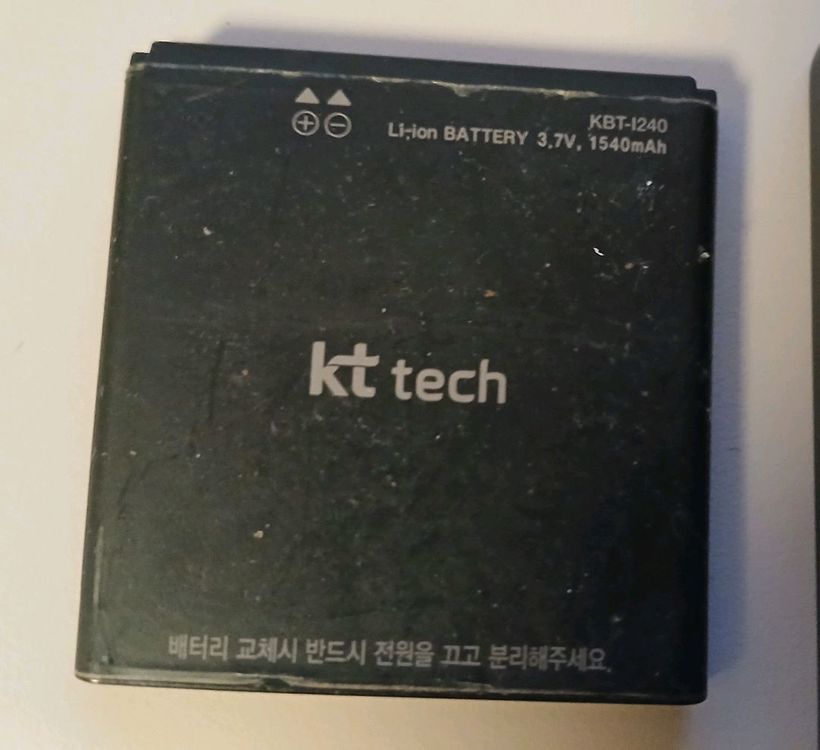 KBT-I240
⊕ ⊖ Li-ion BATTERY 3.7V, 1540mAh
kt tech
배터리 교체시 반드시 전원을 끄고 분리해주세요.